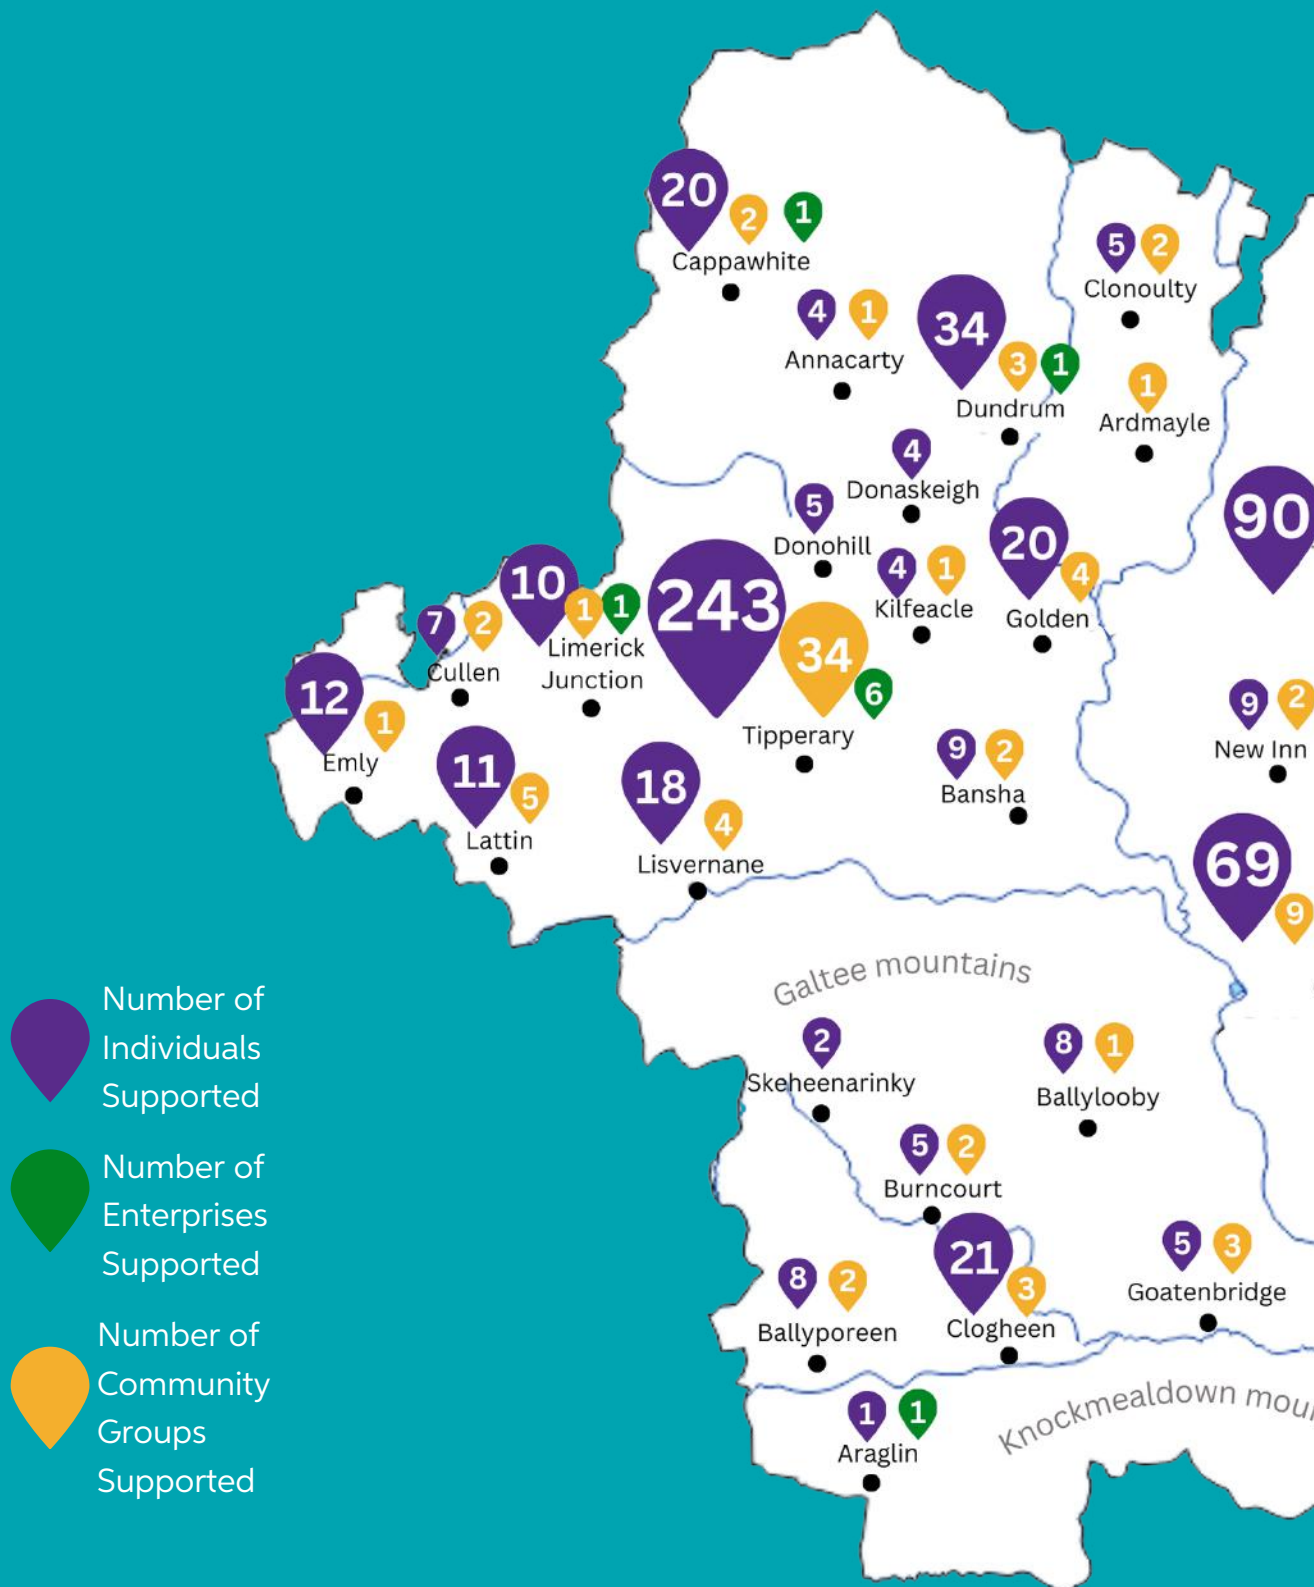 20
2
1
Cappawhite
5
2
Clonoulty
4
1
Annacarty
34
3
1
Dundrum
1
Ardmayle
4
Donaskeigh
5
Donohill
90
20
4
Golden
4
1
Kilfeacle
10
1
1
Limerick
Junction
243
34
6
Tipperary
7
2
Cullen
12
1
Emly
9
2
New Inn
9
2
Bansha
11
5
Lattin
18
4
Lisvernane
69
9
Galtee mountains
2
Skeheenarinky
8
1
Ballylooby
5
2
Burncourt
21
3
Clogheen
5
3
Goatenbridge
8
2
Ballyporeen
1
1
Araglin
Knockmealdown moun
Number of
Individuals
Supported
Number of
Enterprises
Supported
Number of
Community
Groups
Supported